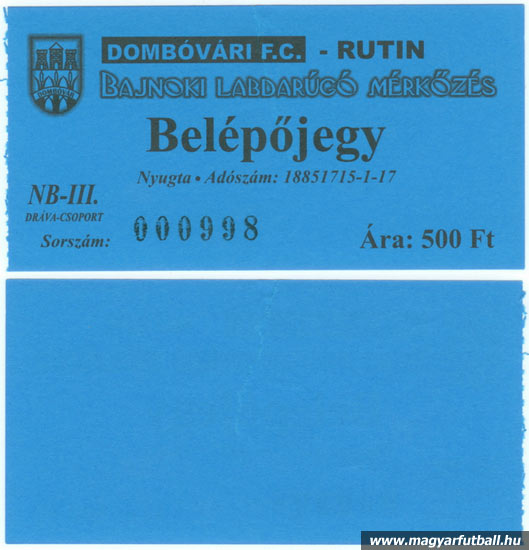 DOMBÓVÁRI F.C. - RUTIN
BAJNOKI LABDARÚGÓ MÉRKŐZÉS
DOMBÓVÁR
Belépőjegy
Nyugta • Adószám: 18851715-1-17
NB-III.
DRÁVA-CSOPORT
Sorszám: 000998
Ára: 500 Ft
www.magyarfutball.hu